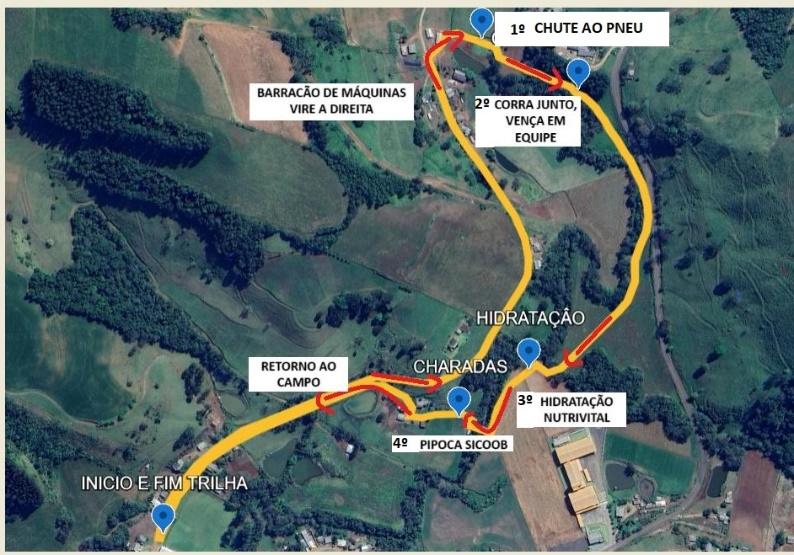 1º CHUTE AO PNEU
BARRACÃO DE MÁQUINAS
VIRE A DIREITA
2º CORRA JUNTO,
VENÇA EM
EQUIPE
HIDRATAÇÂO
RETORNO AO
CAMPO
CHARADAS
3º HIDRATAÇÃO
NUTRIVITAL
4º PIPOCA SICOOB
INICIO E FIM TRILHA